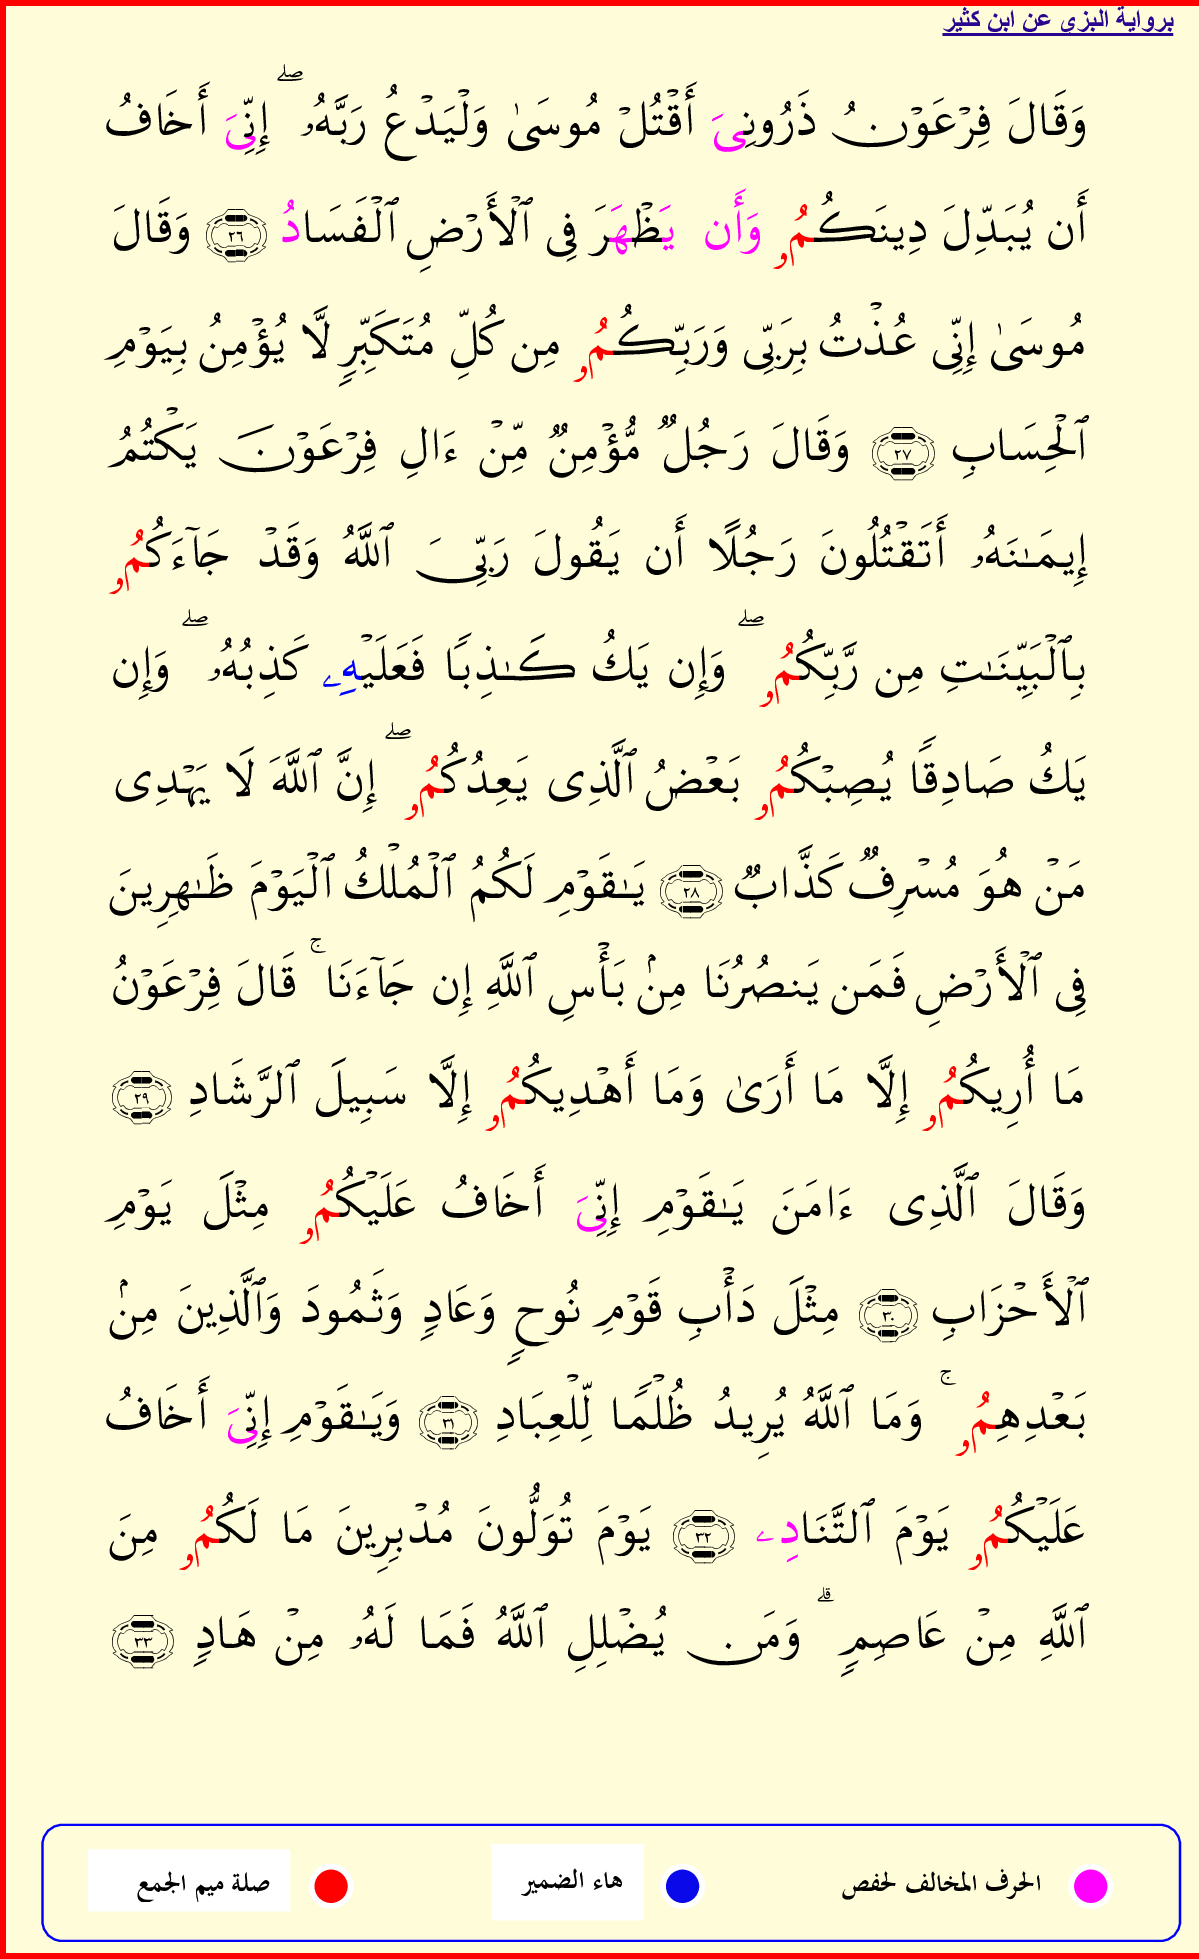 برواية البزي عن ابن كثير
وَقَالَ فِرْعَوْنُ ذَرُونِىَ أَقْتُلْ مُوسَىٰ وَلْيَدْعُ رَبَّهُۥ ۖ إِنِّىَ أَخَافُ
أَن يُبَدِّلَ دِينَكُمُۥ وَأَن يَظْهَرَ فِى ٱلْأَرْضِ ٱلْفَسَادُ ٢٦ وَقَالَ
مُوسَىٰ إِنِّى عُذْتُ بِرَبِّى وَرَبِّكُمُۥ مِن كُلِّ مُتَكَبِّرٍ لَّا يُؤْمِنُ بِيَوْمِ
ٱلْحِسَابِ ٢٧ وَقَالَ رَجُلٌ مُّؤْمِنٌ مِّنْ ءَالِ فِرْعَوْنَ يَكْتُمُ
إِيمَـٰنَهُۥ أَتَقْتُلُونَ رَجُلًا أَن يَقُولَ رَبِّىَ ٱللَّهُ وَقَدْ جَآءَكُمُۥ
بِٱلْبَيِّنَـٰتِ مِن رَّبِّكُمُۥ ۖ وَإِن يَكُ كَـٰذِبًا فَعَلَيْهِۦ كَذِبُهُۥ ۖ وَإِن
يَكُ صَادِقًا يُصِبْكُمُۥ بَعْضُ ٱلَّذِى يَعِدُكُمُۥ ۖ إِنَّ ٱللَّهَ لَا يَهْدِى
مَنْ هُوَ مُسْرِفٌ كَذَّابٌ ٢٨ يَـٰقَوْمِ لَكُمُ ٱلْمُلْكُ ٱلْيَوْمَ ظَـٰهِرِينَ
فِى ٱلْأَرْضِ فَمَن يَنصُرُنَا مِنۢ بَأْسِ ٱللَّهِ إِن جَآءَنَا ۚ قَالَ فِرْعَوْنُ
مَا أُرِيكُمُۥ إِلَّا مَا أَرَىٰ وَمَا أَهْدِيكُمُۥ إِلَّا سَبِيلَ ٱلرَّشَادِ ٢٩
وَقَالَ ٱلَّذِى ءَامَنَ يَـٰقَوْمِ إِنِّىَ أَخَافُ عَلَيْكُمُۥ مِثْلَ يَوْمِ
ٱلْأَحْزَابِ ٣٠ مِثْلَ دَأْبِ قَوْمِ نُوحٍ وَعَادٍ وَثَمُودَ وَٱلَّذِينَ مِنۢ
بَعْدِهِمُۥ ۚ وَمَا ٱللَّهُ يُرِيدُ ظُلْمًا لِّلْعِبَادِ ٣١ وَيَـٰقَوْمِ إِنِّىَ أَخَافُ
عَلَيْكُمُۥ يَوْمَ ٱلتَّنَادِۦ ٣٢ يَوْمَ تُوَلُّونَ مُدْبِرِينَ مَا لَكُمُۥ مِنَ
ٱللَّهِ مِنْ عَاصِمٍ ۗ وَمَن يُضْلِلِ ٱللَّهُ فَمَا لَهُۥ مِنْ هَادٍ ٣٣
الحرف المخالف لحفص
هاء الضمير
صلة ميم الجمع